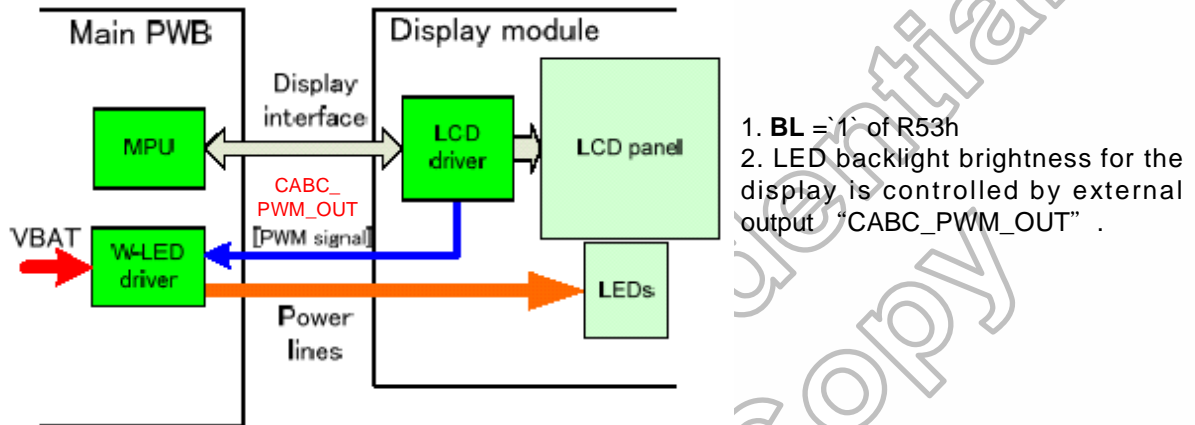 Main PWB
Display module
Display
interface
MPU
LCD
driver
LCD panel
CABC_
PWM_OUT
[PWM signal]
VBAT
W-LED
driver
LEDs
Power
lines
1. BL =`1` of R53h
2. LED backlight brightness for the
display is controlled by external
output “CABC_PWM_OUT” .
dential
Copy